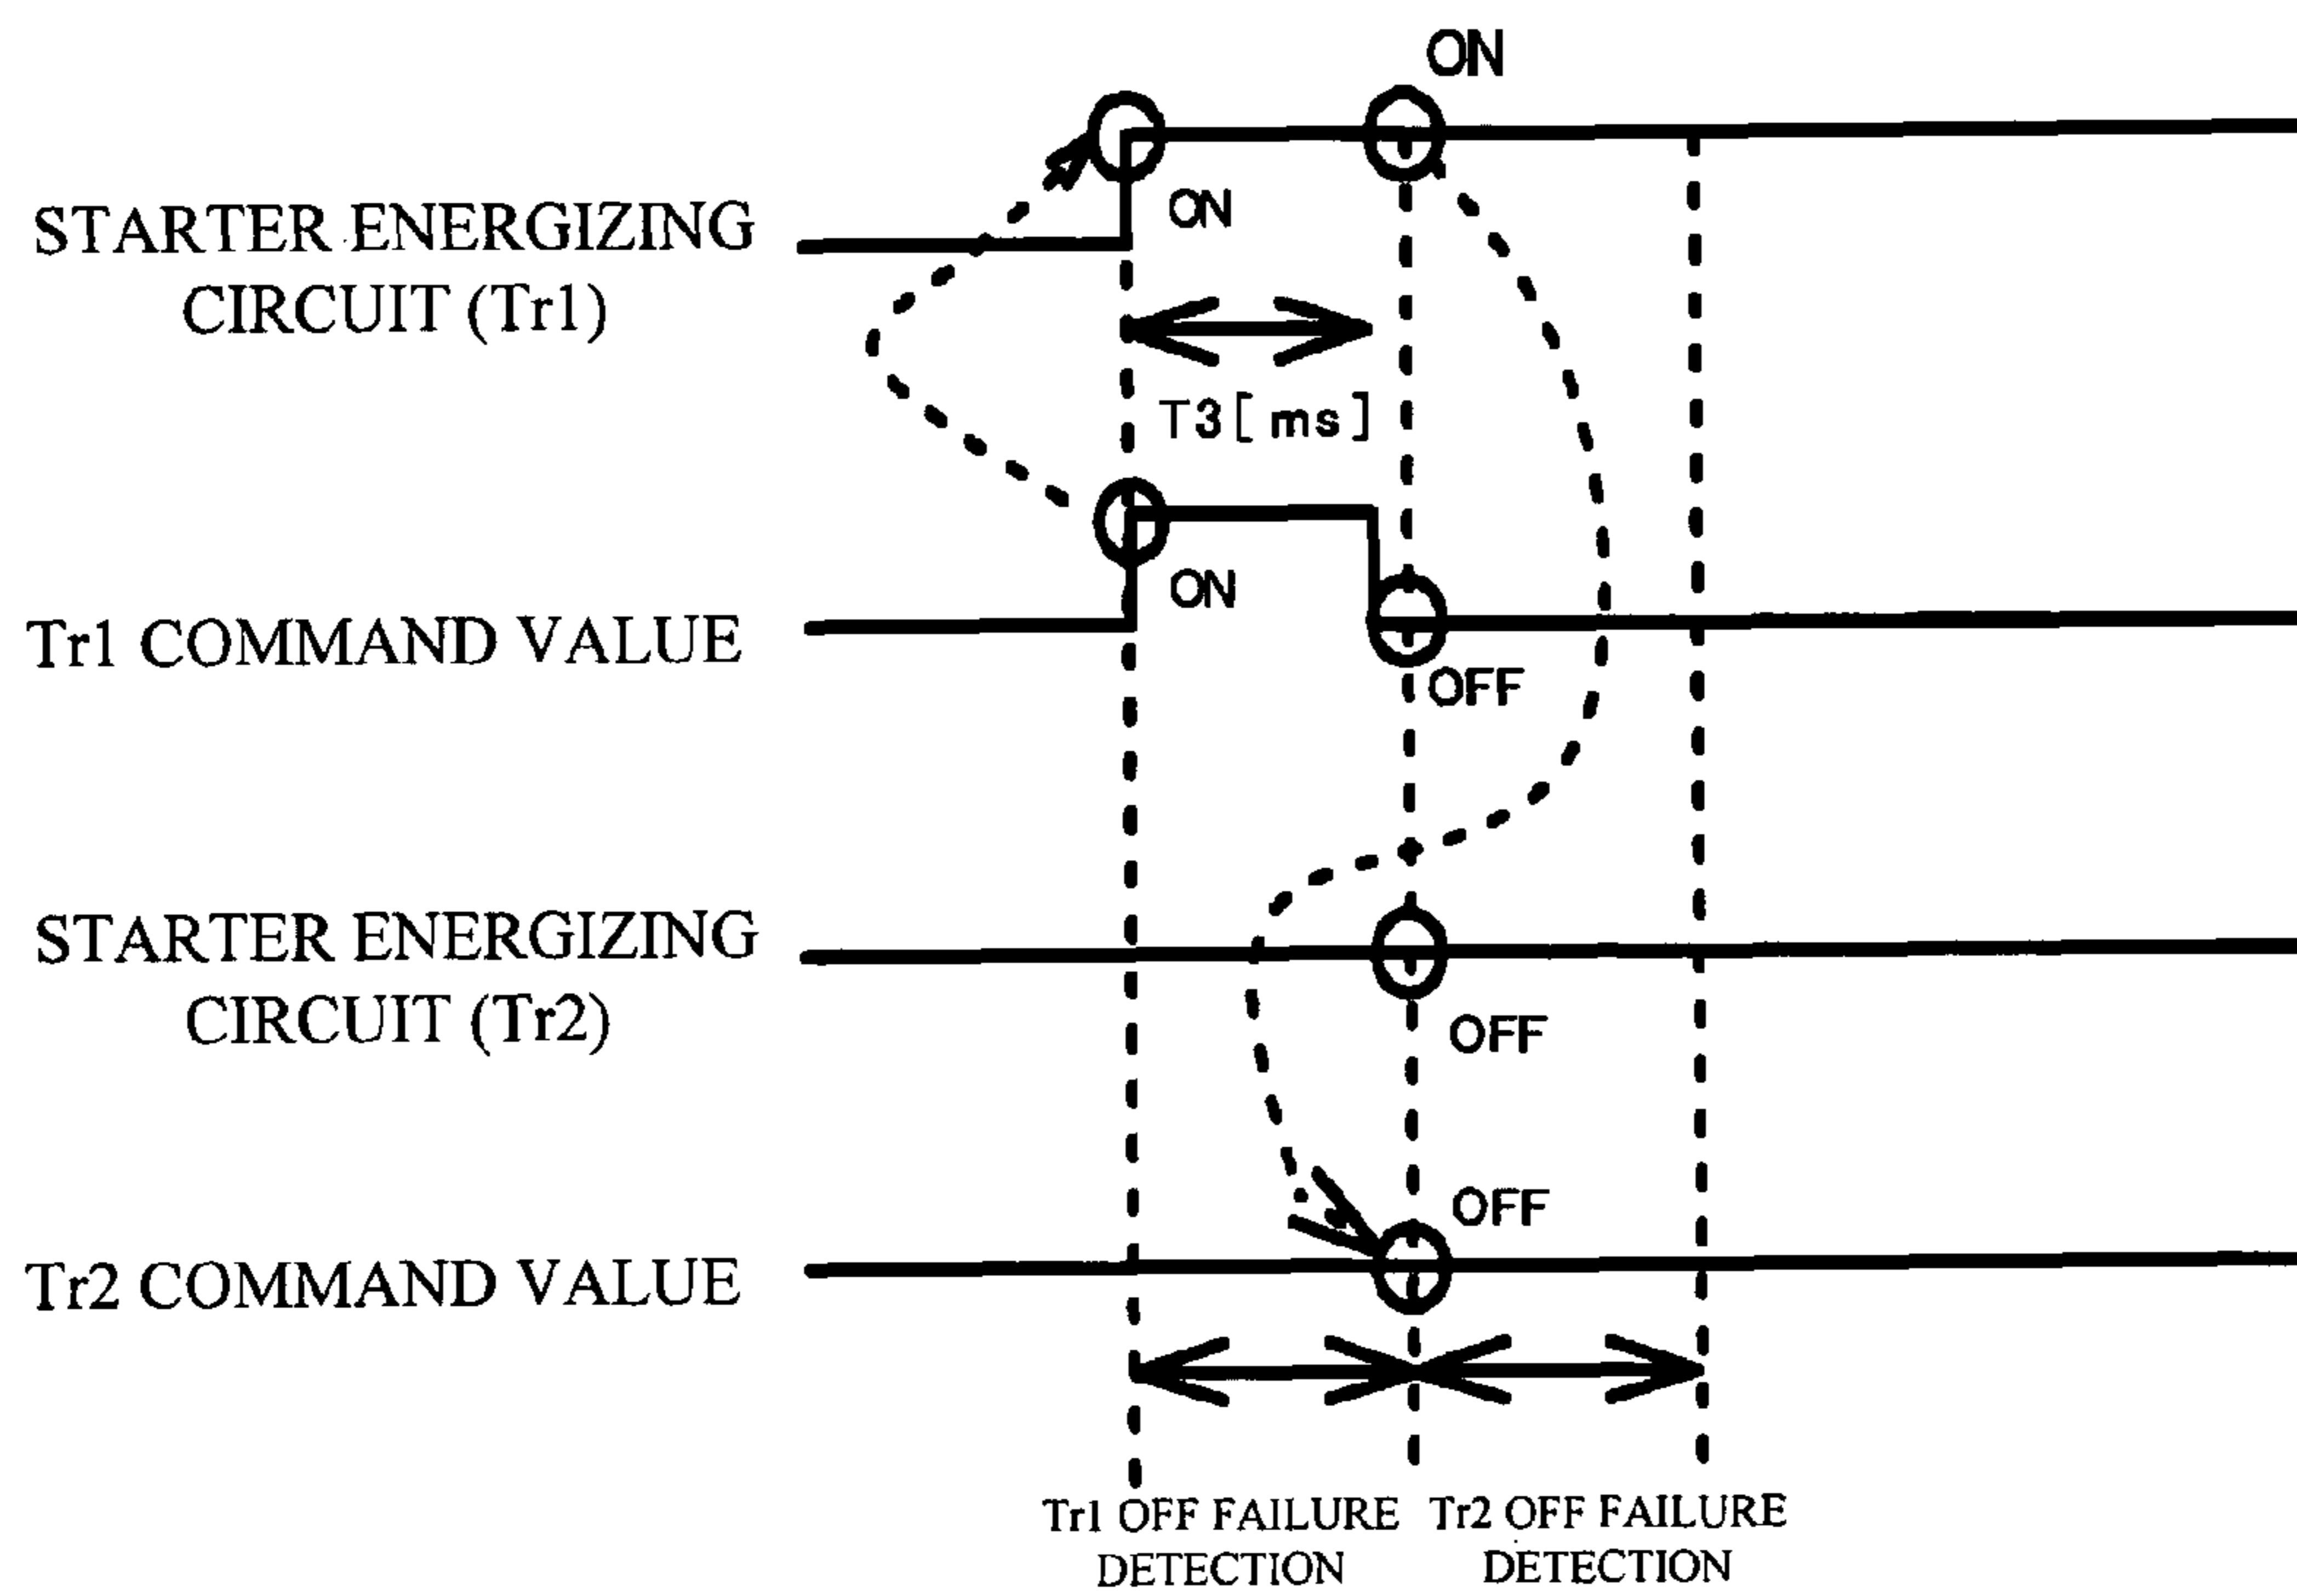 ON
STARTER ENERGIZING
CIRCUIT (Tr1)
ON
T3[ms]
Tr1 COMMAND VALUE
ON
OFF
STARTER ENERGIZING
CIRCUIT (Tr2)
OFF
OFF
Tr2 COMMAND VALUE
Tr1 OFF FAILURE
DETECTION
Tr2 OFF FAILURE
DETECTION